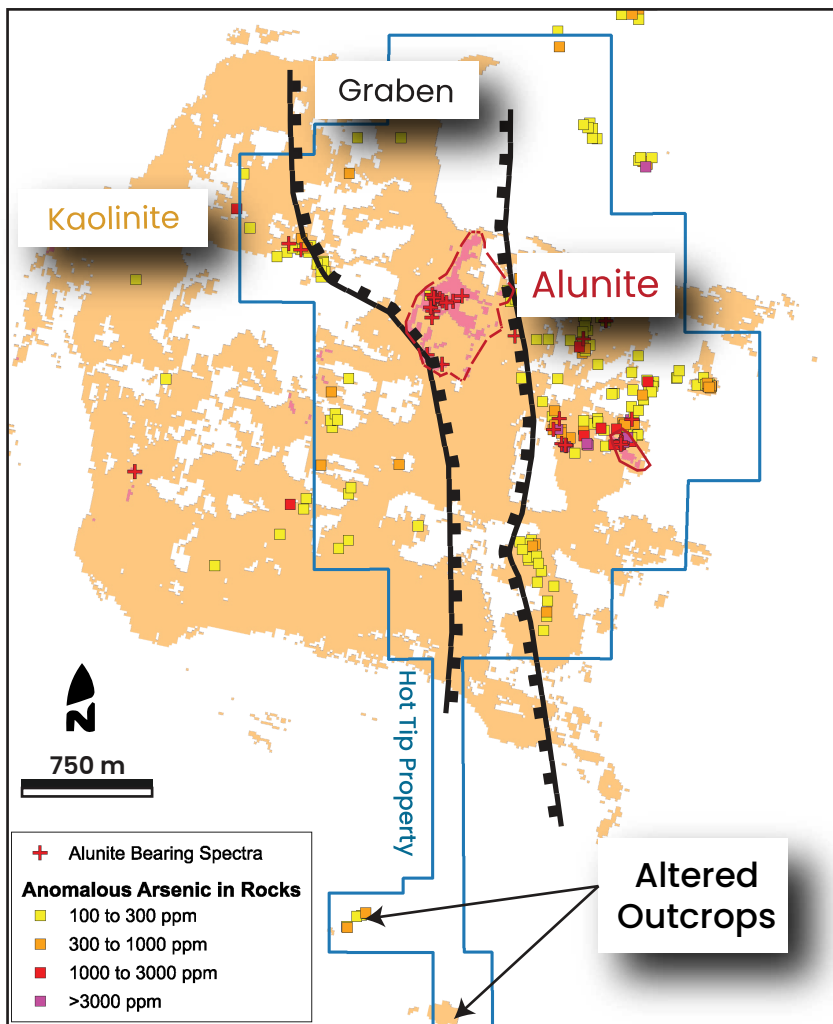 Graben
Kaolinite
Alunite
Hot Tip Property
N
750 m
Altered
Outcrops
Alunite Bearing Spectra
Anomalous Arsenic in Rocks
100 to 300 ppm
300 to 1000 ppm
1000 to 3000 ppm
>3000 ppm